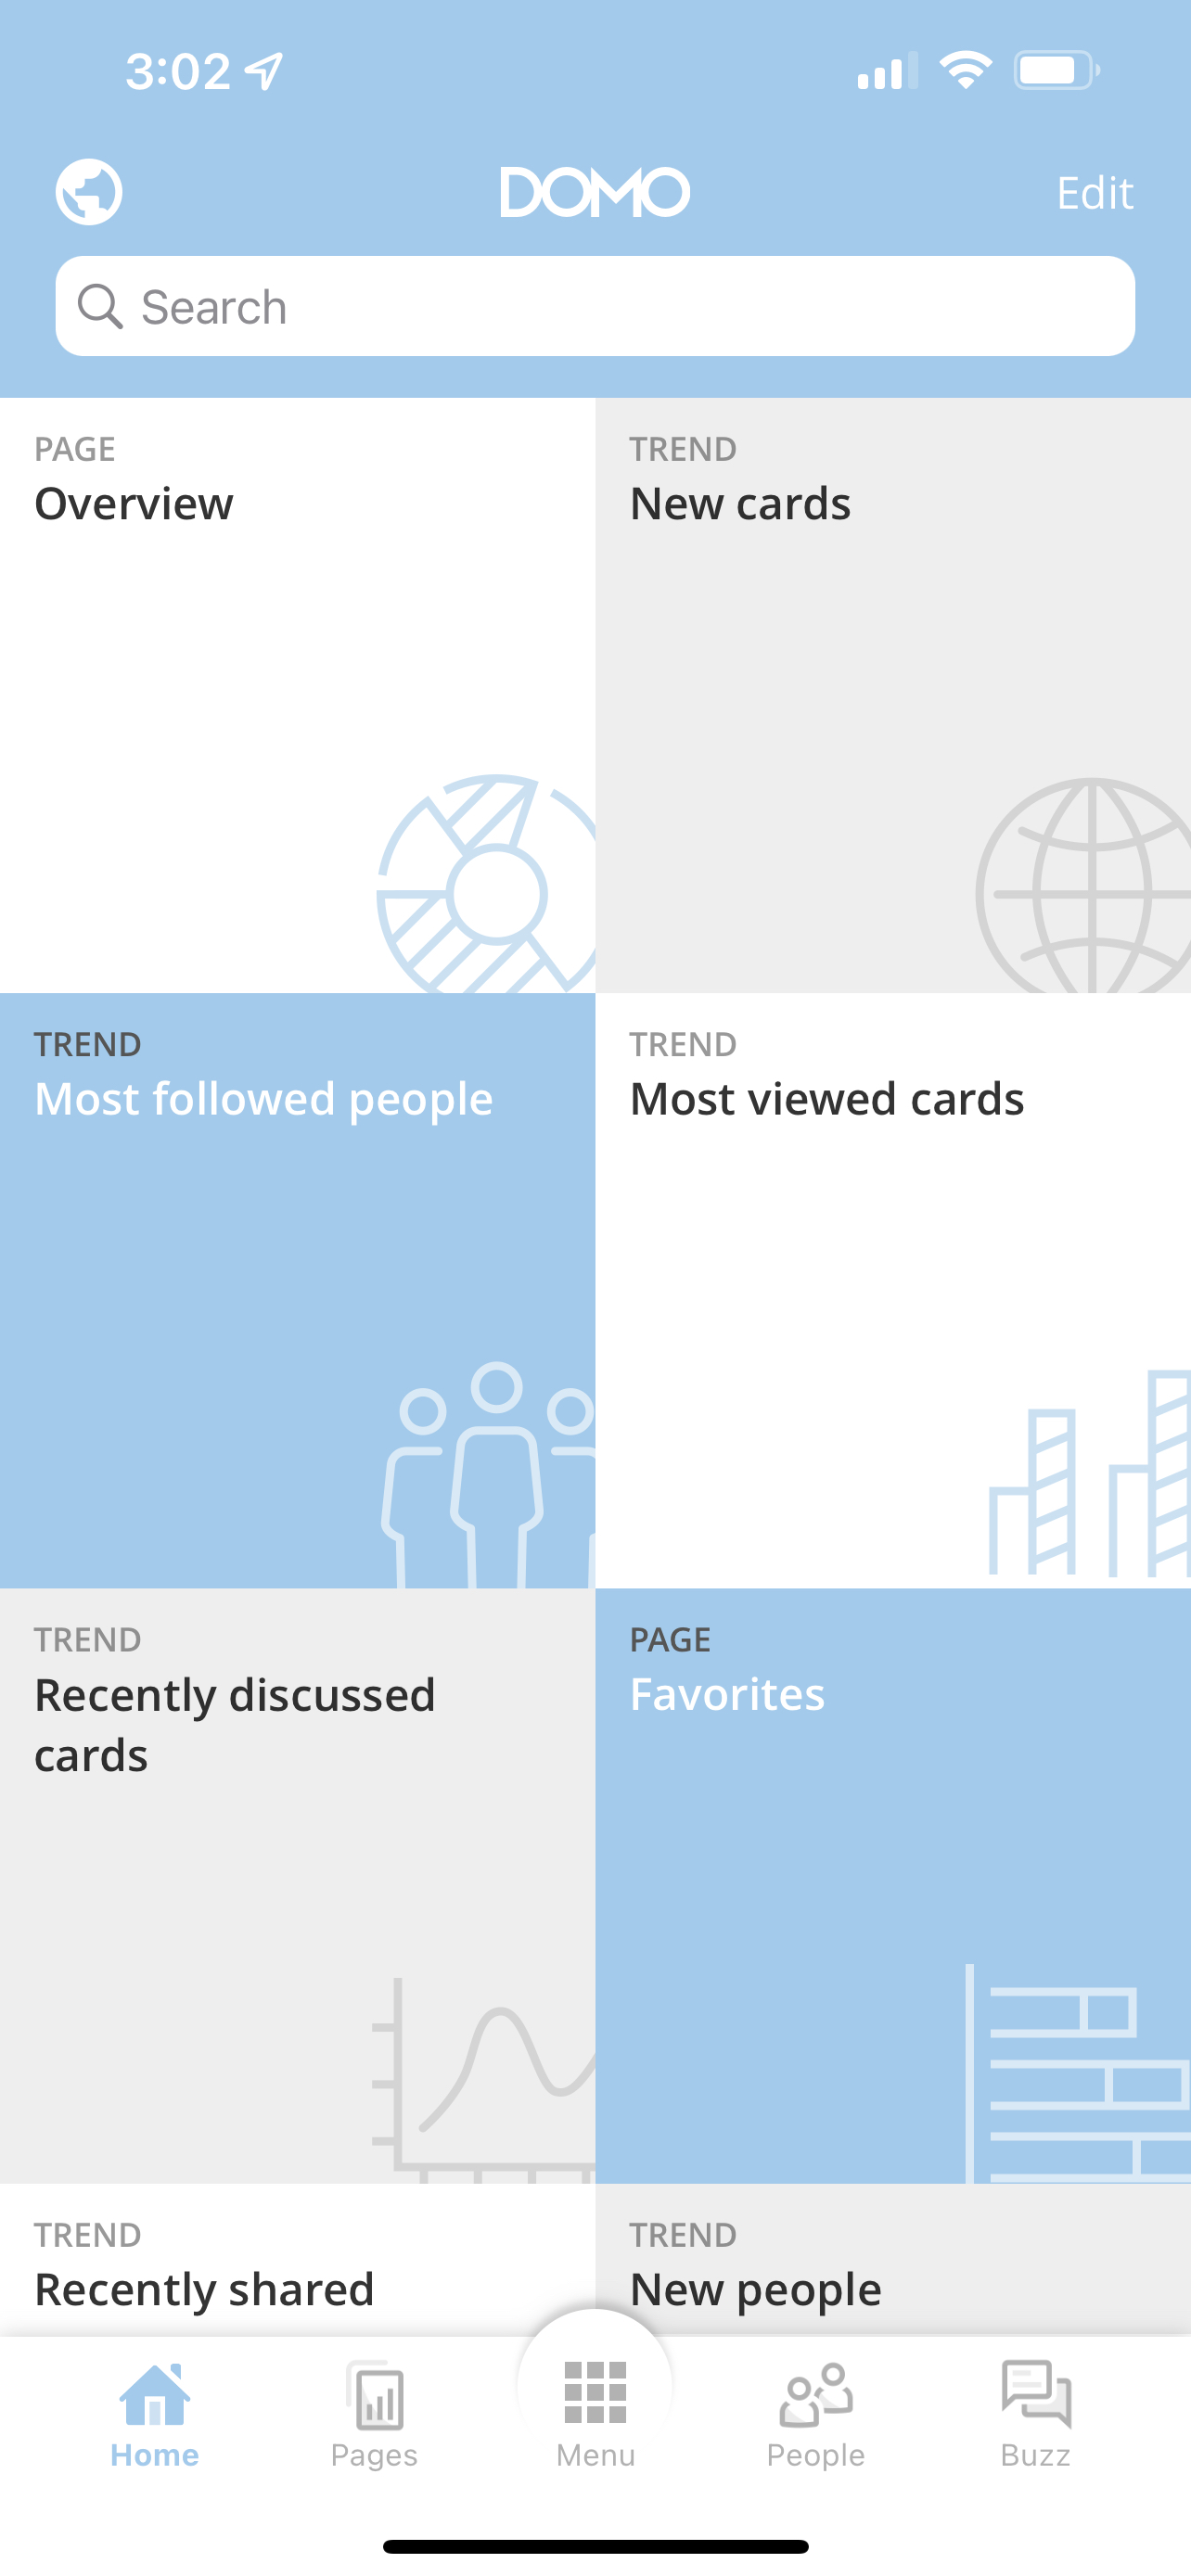 3:02
DOMO
Edit
Search
PAGE
Overview
TREND
New cards
TREND
Most followed people
TREND
Most viewed cards
TREND
Recently discussed
cards
PAGE
Favorites
TREND
Recently shared
TREND
New people
Home
Pages
Menu
People
Buzz